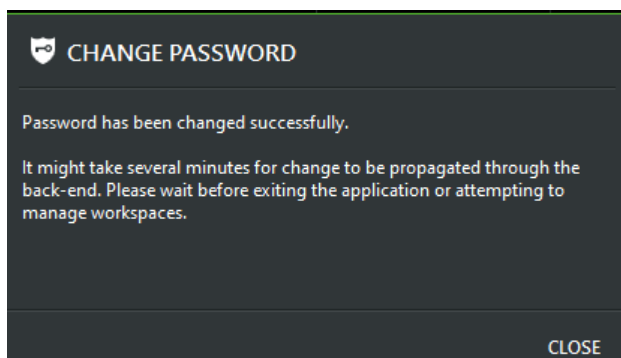 CHANGE PASSWORD
Password has been changed successfully.
It might take several minutes for change to be propagated through the
back-end. Please wait before exiting the application or attempting to
manage workspaces.
CLOSE